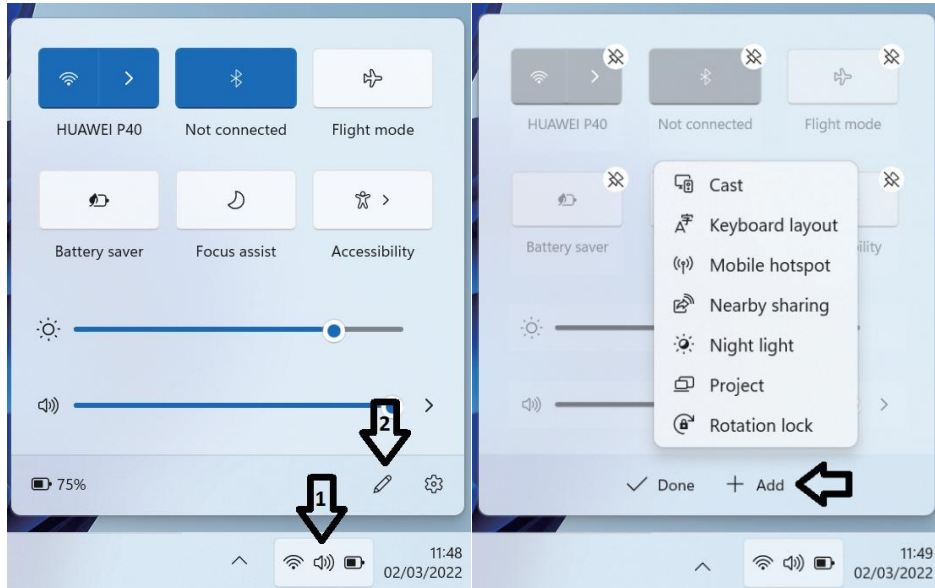 HUAWEI P40
Not connected
Flight mode
Battery saver
Focus assist
Accessibility
2
75%
1
11:48
02/03/2022
HUAWEI P40
Not connected
Flight mode
Cast
Keyboard layout
Battery saver
ility
Mobile hotspot
Nearby sharing
Night light
Project
Rotation lock
Done
Add
11:49
02/03/2022